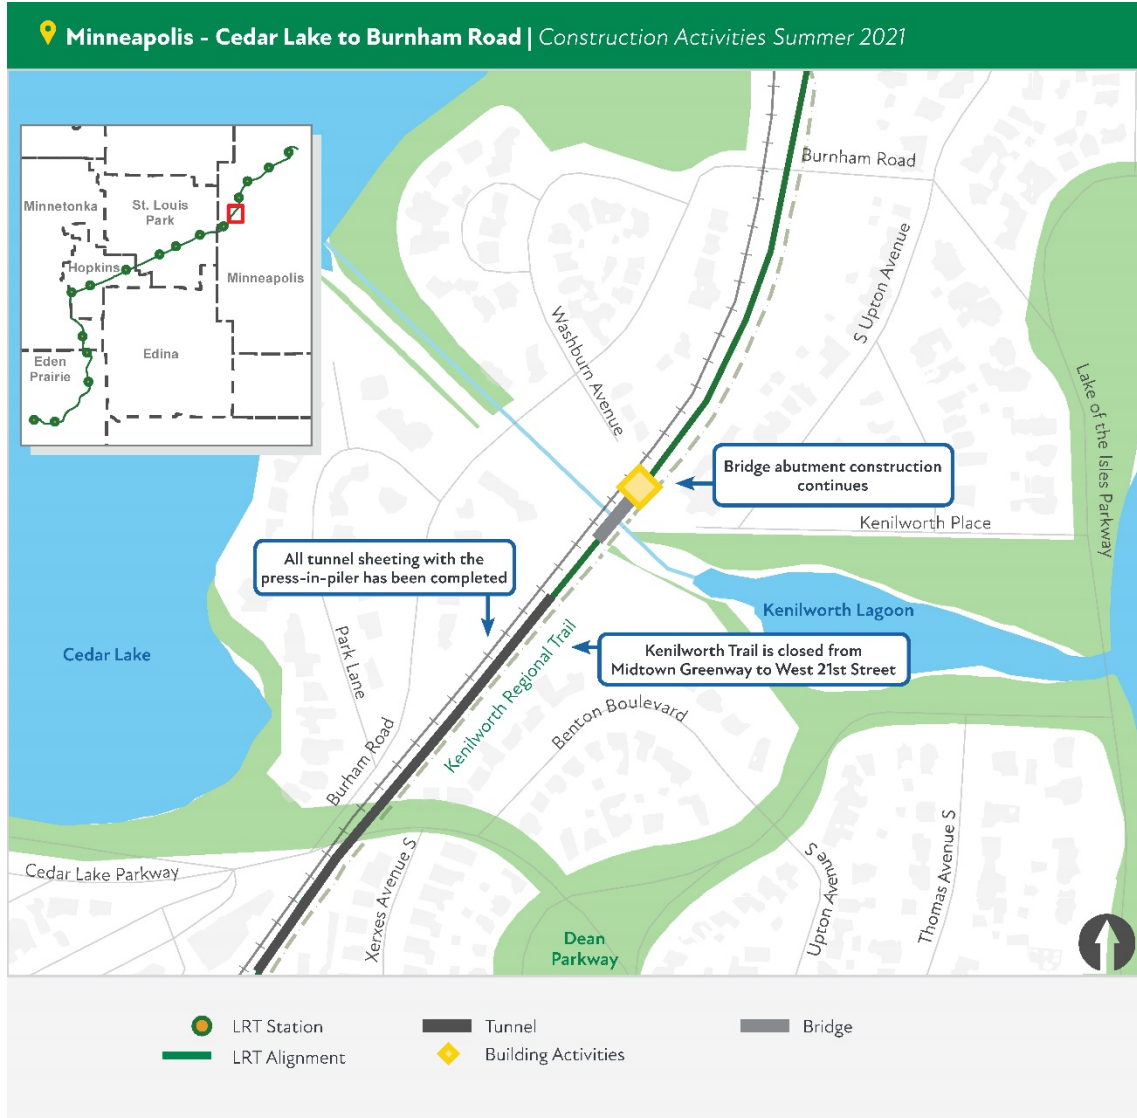 Minneapolis - Cedar Lake to Burnham Road | Construction Activities Summer 2021
Minnetonka
St. Louis
Park
Hopkins
Minneapolis
Edina
Eden
Prairie
Burnham Road
S Upton Avenue
Washburn Avenue
Lake of the Isles Parkway
Bridge abutment construction
continues
Kenilworth Place
All tunnel sheeting with the
press-in-piler has been completed
Kenilworth Lagoon
Cedar Lake
Park Lane
Kenilworth Regional Trail
Kenilworth Trail is closed from
Midtown Greenway to West 21st Street
Benton Boulevard
Burham Road
Cedar Lake Parkway
Xerxes Avenue S
Upton Avenue S
Thomas Avenue S
Dean
Parkway
LRT Station
Tunnel
Bridge
LRT Alignment
Building Activities